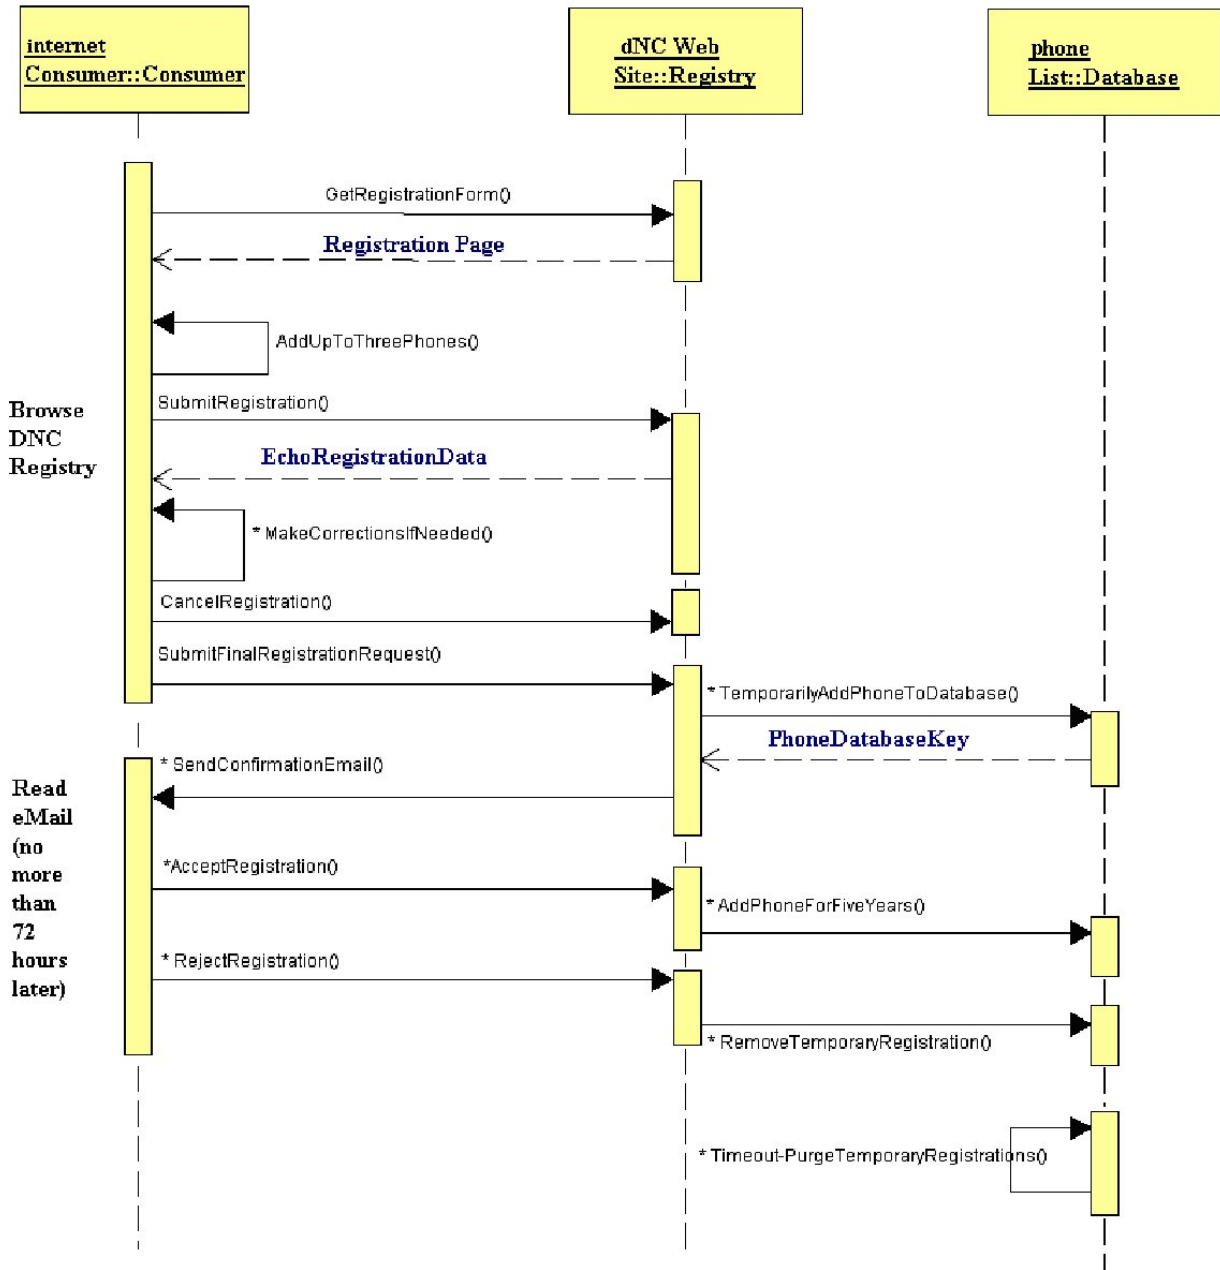 internet
Consumer::Consumer
dNC Web
Site::Registry
phone
List::Database
GetRegistrationForm()
Registration Page
AddUpToThreePhones()
SubmitRegistration()
Browse
DNC
Registry
EchoRegistrationData
* MakeCorrectionsIfNeeded()
CancelRegistration()
SubmitFinalRegistrationRequest()
* TemporarilyAddPhoneToDatabase()
PhoneDatabaseKey
* SendConfirmationEmail()
Read
eMail
(no
more
than
72
hours
later)
*AcceptRegistration()
* AddPhoneForFiveYears()
* RejectRegistration()
* RemoveTemporaryRegistration()
* Timeout-PurgeTemporaryRegistrations()